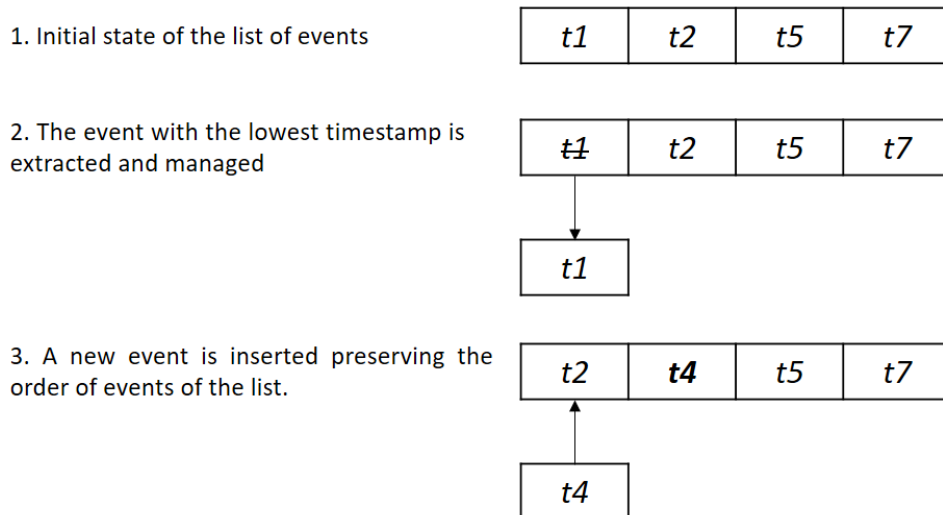 1. Initial state of the list of events
t1 t2 t5 t7
2. The event with the lowest timestamp is
extracted and managed
t1 t2 t5 t7
t1
3. A new event is inserted preserving the
order of events of the list.
t2 t4 t5 t7
t4